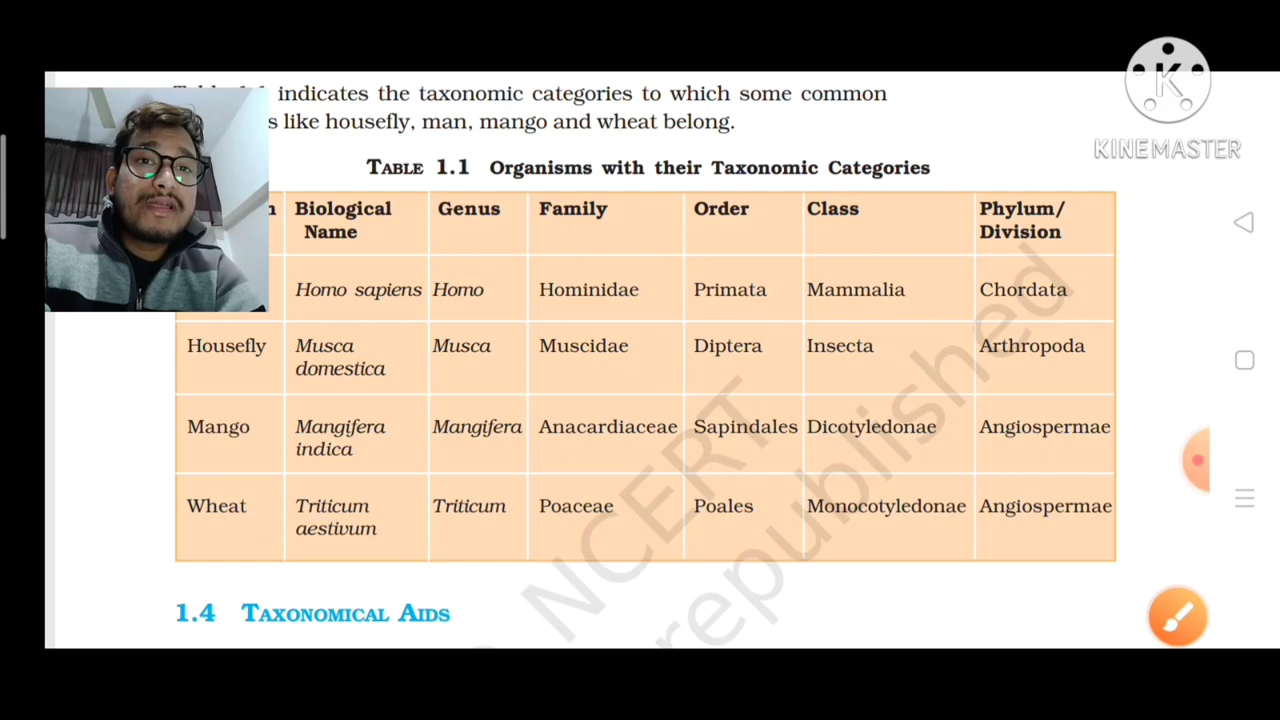 indicates the taxonomic categories to which some common
like housefly, man, mango and wheat belong.
TABLE 1.1 Organisms with their Taxonomic Categories
Biological Name Genus Family Order Class Phylum/ Division
Homo sapiens Homo Hominidae Primata Mammalia Chordata
Housefly Musca domestica Musca Muscidae Diptera Insecta Arthropoda
Mango Mangifera indica Mangifera Anacardiaceae Sapindales Dicotyledonae Angiospermae
Wheat Triticum aestivum Triticum Poaceae Poales Monocotyledonae Angiospermae
1.4 TAXONOMICAL AIDS
NCERT
republished
K
KINEMASTER